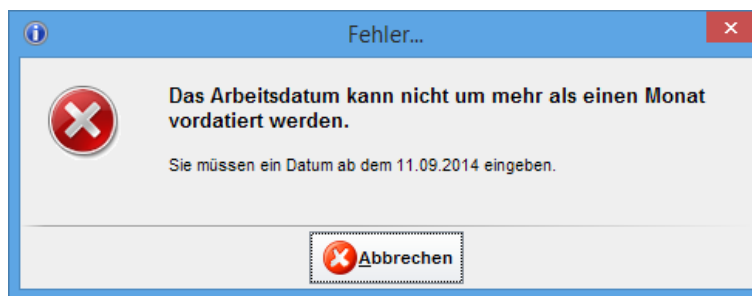 Fehler...
Das Arbeitsdatum kann nicht um mehr als einen Monat
vordatiert werden.
Sie müssen ein Datum ab dem 11.09.2014 eingeben.
Abbrechen